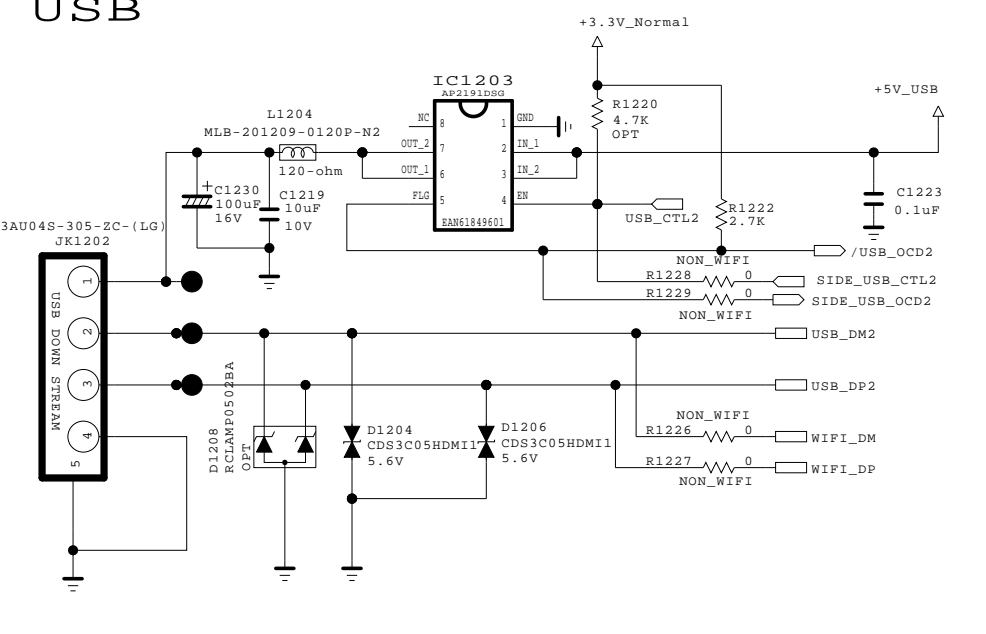 USB
+3.3V_Normal
IC1203
AP2191DSG
+5V_USB
L1204
MLB-201209-0120P-N2
120-ohm
NC
8
1
GND
OUT_2
7
2
IN_1
OUT_1
6
3
IN_2
FLG
5
4
EN
EAN61849601
R1220
4.7K
OPT
USB_CTL2
R1222
2.7K
C1223
0.1uF
+
C1230
100uF
16V
C1219
10uF
10V
3AU04S-305-ZC-(LG)
JK1202
/USB_OCD2
NON_WIFI
R1228
0
SIDE_USB_CTL2
R1229
0
SIDE_USB_OCD2
NON_WIFI
1
2
3
4
5
USB DOWN STREAM
USB_DM2
USB_DP2
D1208
RCLAMP0502BA
OPT
D1204
CDS3C05HDMI1
5.6V
D1206
CDS3C05HDMI1
5.6V
NON_WIFI
R1226
0
WIFI_DM
R1227
0
WIFI_DP
NON_WIFI